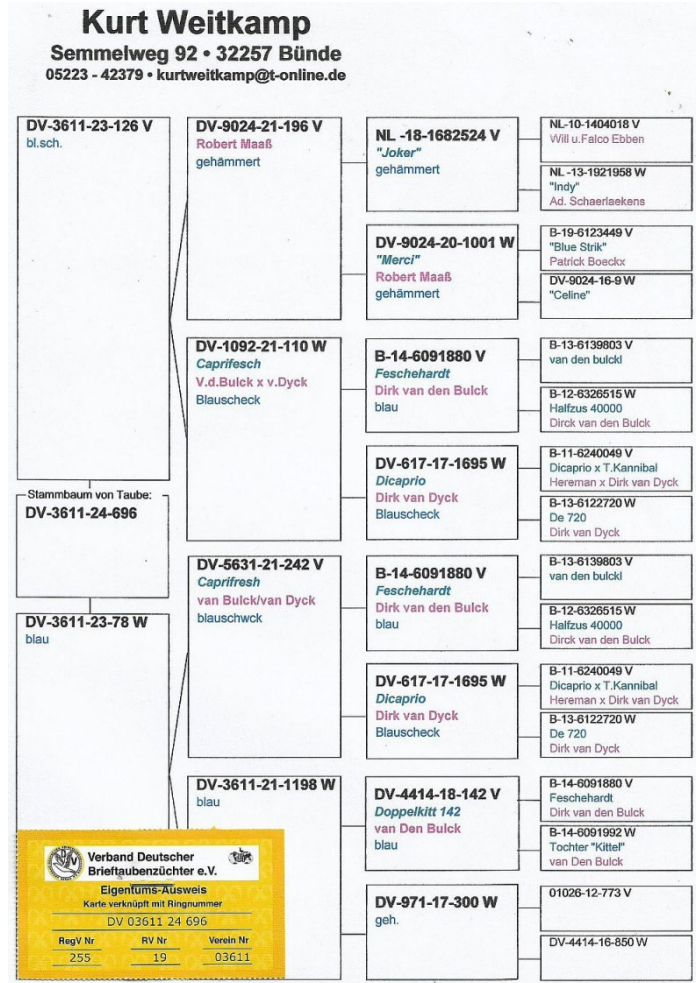 Kurt Weitkamp
Semmelweg 92 • 32257 Bünde
05223 - 42379 • kurtweitkamp@t-online.de
DV-3611-23-126 V
bl.sch.
Stammbaum von Taube:
DV-3611-24-696
DV-3611-23-78 W
blau
DV-9024-21-196 V
Robert Maaß
gehämmert
DV-1092-21-110 W
Caprifesch
V.d.Bulck x v.Dyck
Blauscheck
DV-5631-21-242 V
Caprifresh
van Bulck/van Dyck
blauschwck
DV-3611-21-1198 W
blau
NL -18-1682524 V
"Joker"
gehämmert
DV-9024-20-1001 W
"Merci"
Robert Maaß
gehämmert
B-14-6091880 V
Feschehardt
Dirk van den Bulck
blau
DV-617-17-1695 W
Dicaprio
Dirk van Dyck
Blauscheck
B-14-6091880 V
Feschehardt
Dirk van den Bulck
blau
DV-617-17-1695 W
Dicaprio
Dirk van Dyck
Blauscheck
DV-4414-18-142 V
Doppelkitt 142
van Den Bulck
blau
DV-971-17-300 W
geh.
NL-10-1404018 V
Will u.Falco Ebben
NL -13-1921958 W
"Indy"
Ad. Schaerlaekens
B-19-6123449 V
"Blue Strik"
Patrick Boeckx
DV-9024-16-9 W
"Celine"
B-13-6139803 V
van den bulckl
B-12-6326515 W
Halfzus 40000
Dirck van den Bulck
B-11-6240049 V
Dicaprio x T.Kannibal
Hereman x Dirk van Dyck
B-13-6122720 W
De 720
Dirk van Dyck
B-13-6139803 V
van den bulckl
B-12-6326515 W
Halfzus 40000
Dirck van den Bulck
B-11-6240049 V
Dicaprio x T.Kannibal
Hereman x Dirk van Dyck
B-13-6122720 W
De 720
Dirk van Dyck
B-14-6091880 V
Feschehardt
Dirk van den Bulck
B-14-6091992 W
Tochter "Kittel"
van Den Bulck
01026-12-773 V
DV-4414-16-850 W
Verband Deutscher
Brieftaubenzüchter e.V.
Eigentums-Ausweis
Karte verknüpft mit Ringnummer
DV 03611 24 696
RegV Nr RV Nr Verein Nr
255 19 03611